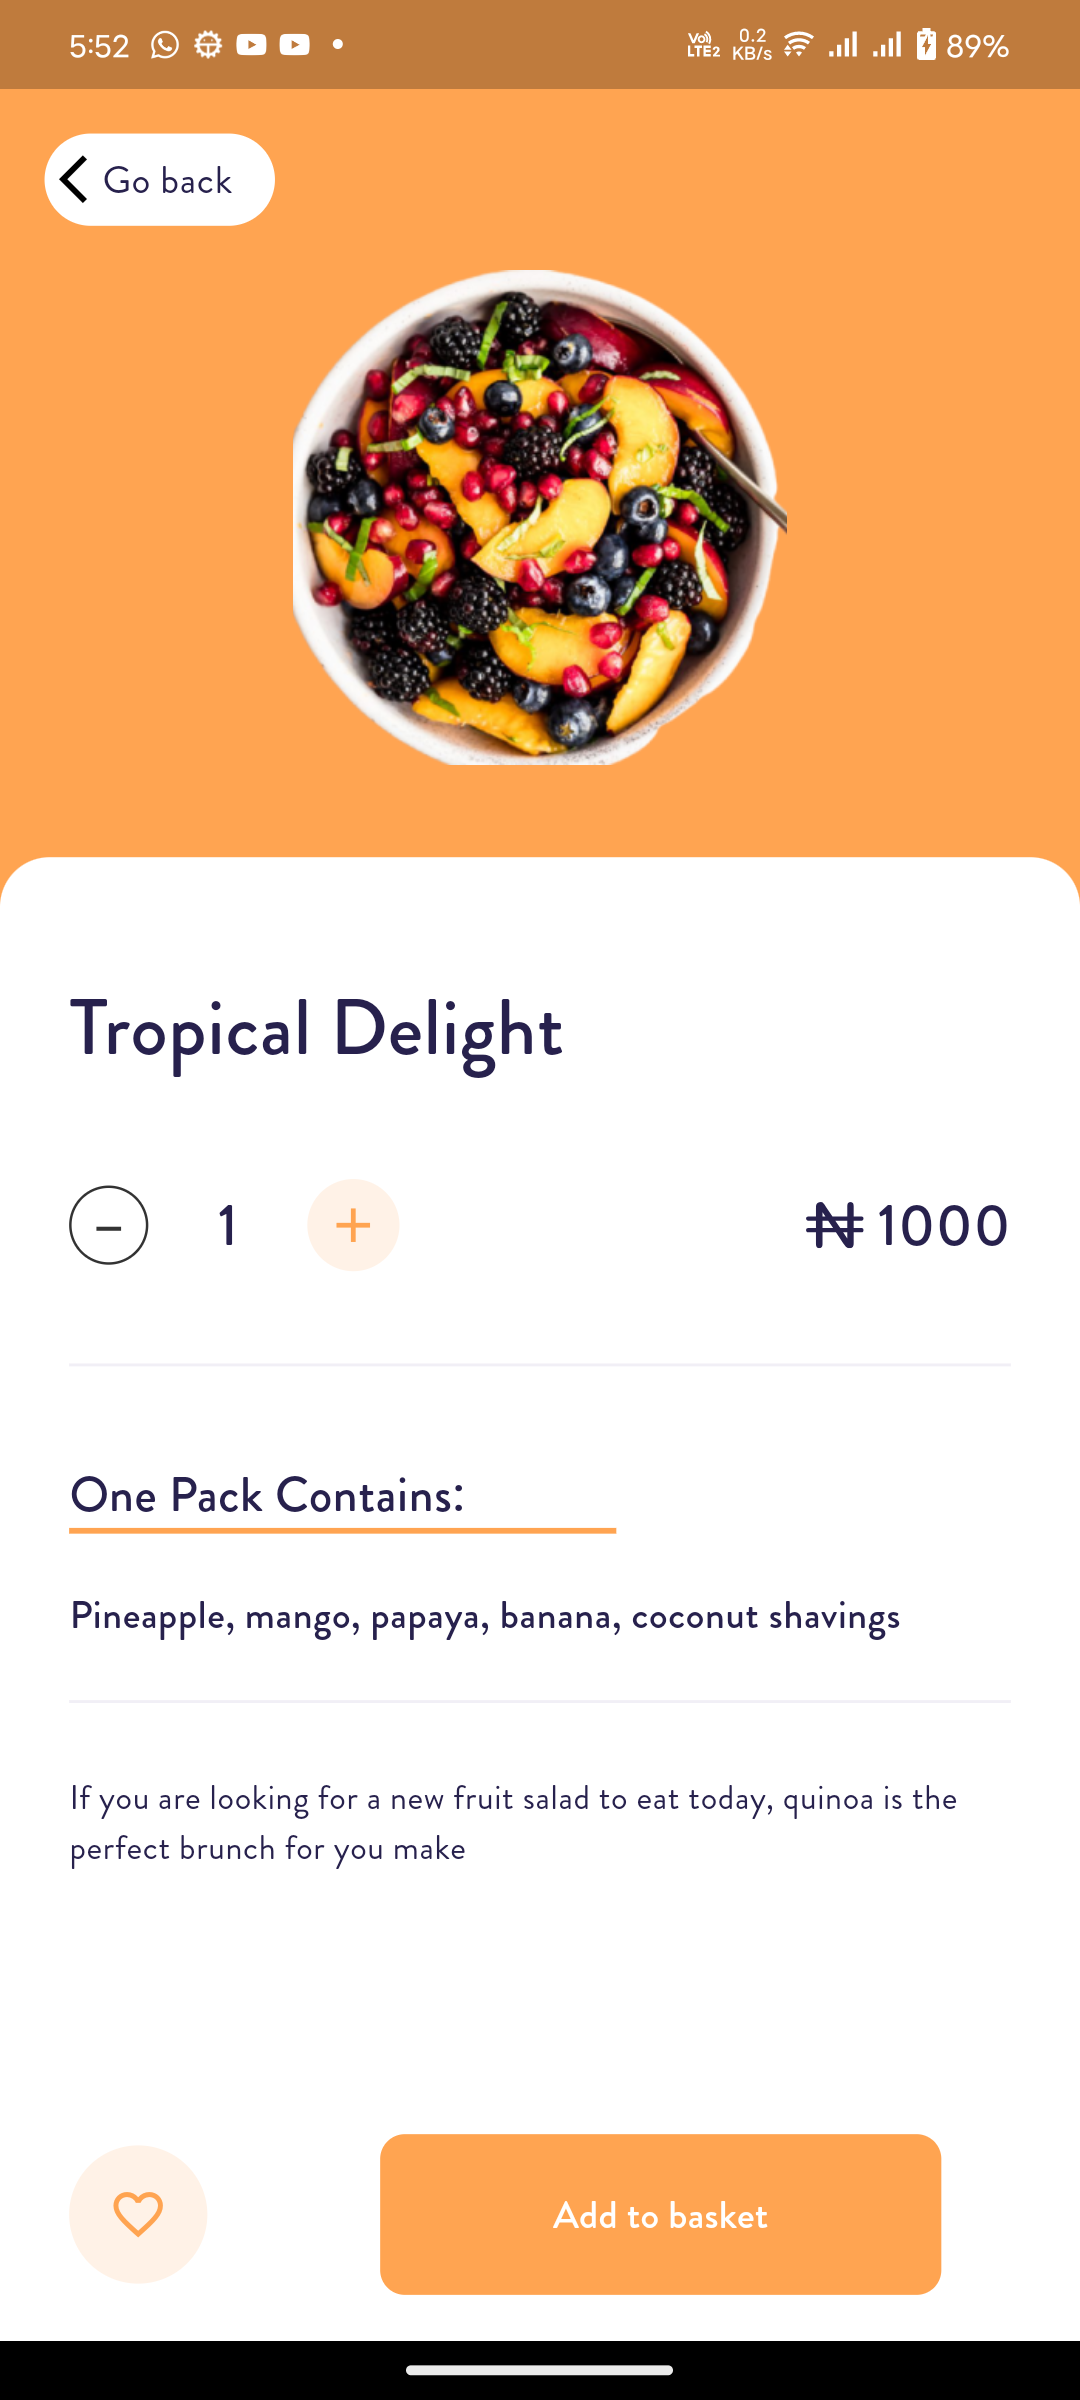 5:52
Vo) LTE2 0.2 KB/s 89%
Go back
Tropical Delight
1 ₦ 1000
One Pack Contains:
Pineapple, mango, papaya, banana, coconut shavings
If you are looking for a new fruit salad to eat today, quinoa is the
perfect brunch for you make
Add to basket